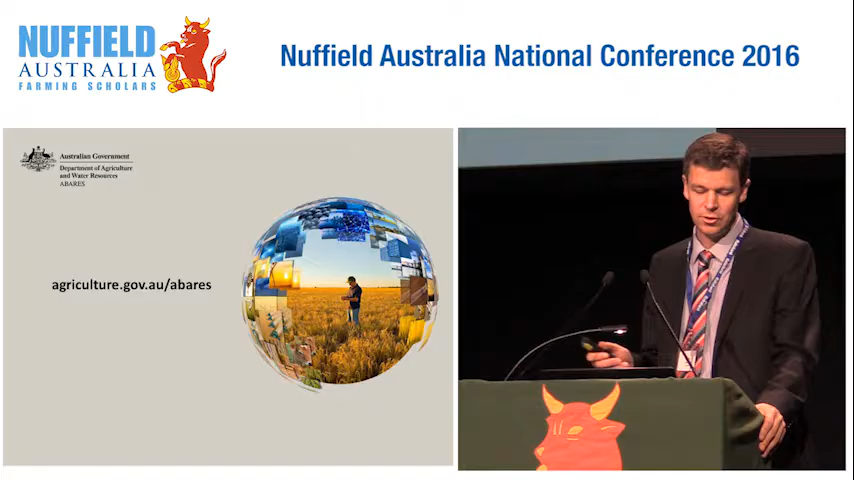 NUFFIELD
AUSTRALIA
FARMING SCHOLARS
Nuffield Australia National Conference 2016
Australian Government
Department of Agriculture
and Water Resources
ABARES
agriculture.gov.au/abares